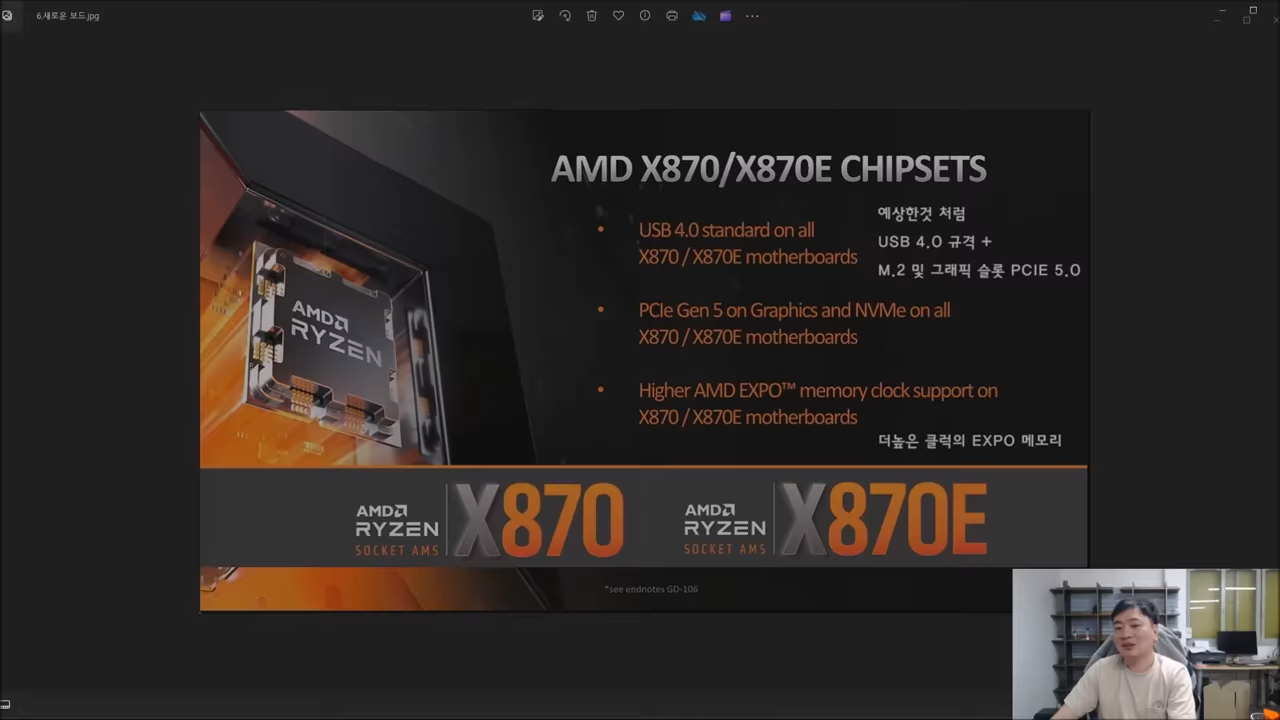 6.새로운 보드.jpg
AMD X870/X870E CHIPSETS
예상한것 처럼
• USB 4.0 standard on all
USB 4.0 규격 +
X870 / X870E motherboards
M.2 및 그래픽 슬롯 PCIE 5.0
• PCIe Gen 5 on Graphics and NVMe on all
X870 / X870E motherboards
• Higher AMD EXPO™ memory clock support on
X870 / X870E motherboards
더높은 클럭의 EXPO 메모리
AMD
RYZEN
AMD
RYZEN
SOCKET AM5
X870
AMD
RYZEN
SOCKET AM5
X870E
*see endnotes GD-106